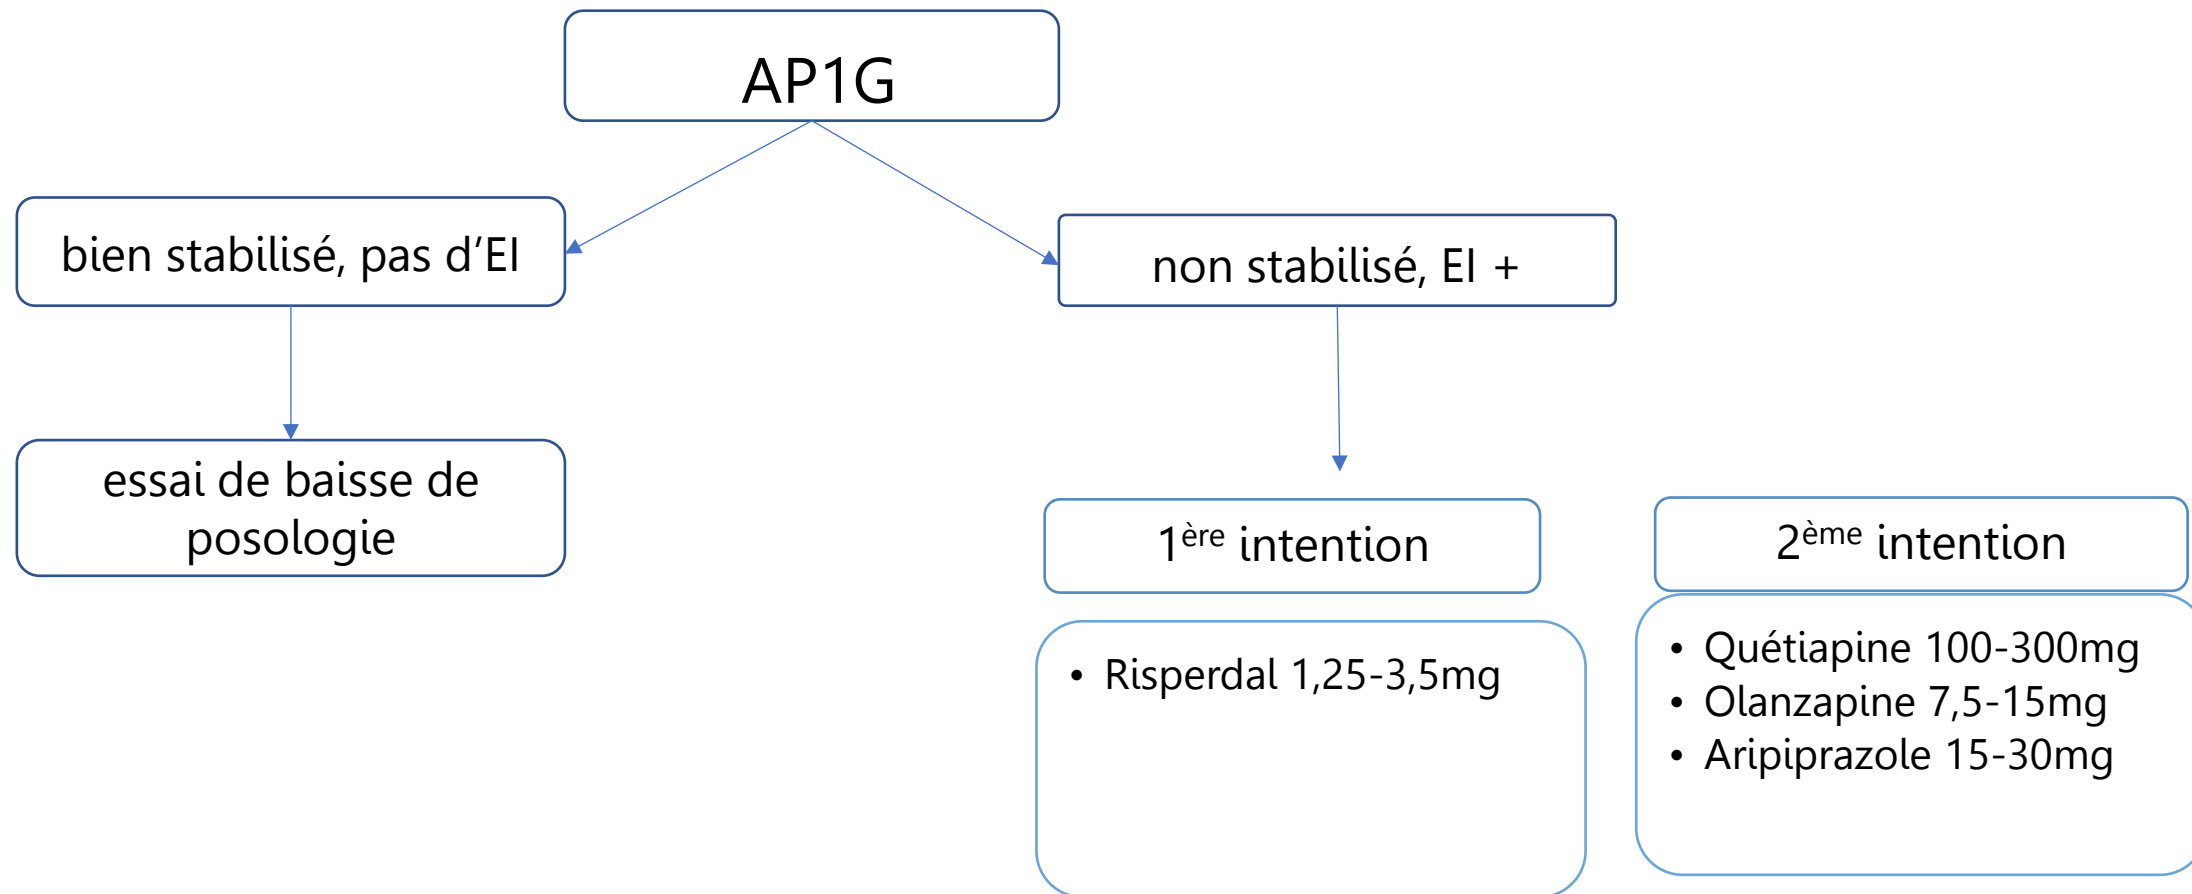 AP1G
bien stabilisé, pas d’EI
non stabilisé, EI +
essai de baisse de
posologie
1ère intention
2ème intention
• Risperdal 1,25-3,5mg
• Quétiapine 100-300mg
• Olanzapine 7,5-15mg
• Aripiprazole 15-30mg